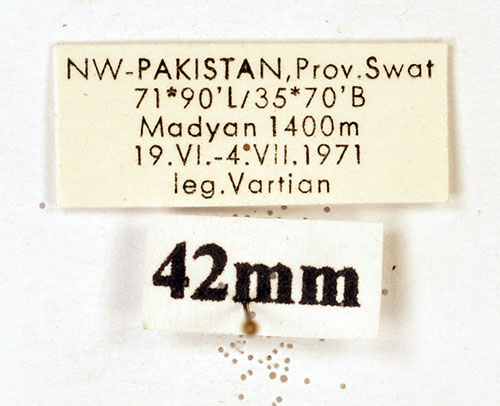 NW-PAKISTAN,Prov.Swat
71*90'L/35*70'B
Madyan 1400m
19.VI.-4.VII.1971
leg.Vartian
42mm